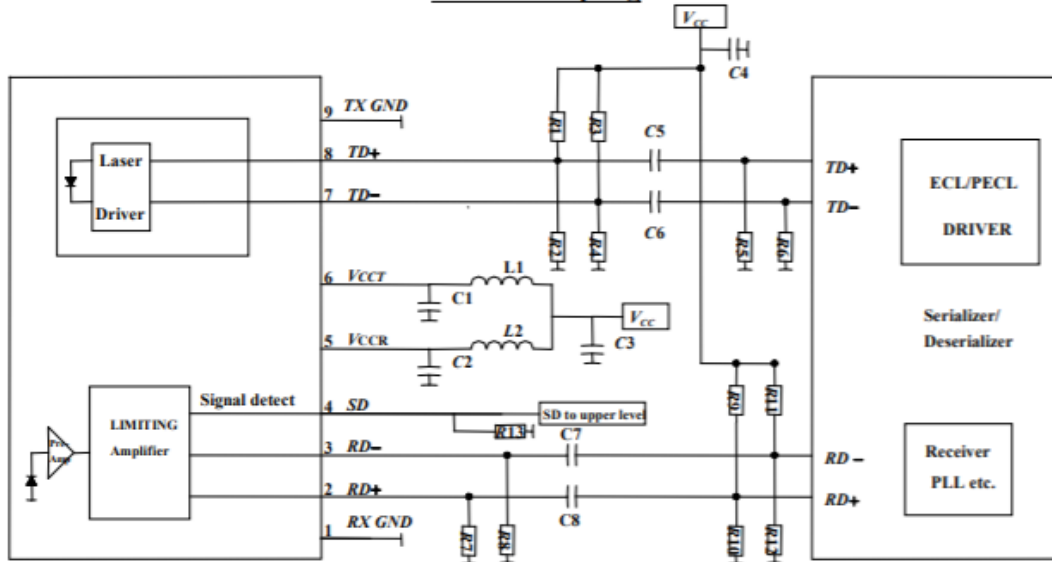 V_CC
C4
9 TX GND
R1
R3
C5
Laser
Driver
8 TD+
TD+
ECL/PECL
DRIVER
7 TD−
TD−
C6
R2
R4
R5
R6
6 VCCT
L1
C1
V_CC
L2
C3
Serializer/
Deserializer
5 VCCR
C2
R9
R11
Signal detect
4 SD
SD to upper level
LIMITING
Amplifier
R13
C7
Pre-
Amp
3 RD−
RD −
Receiver
PLL etc.
2 RD+
RD+
C8
1 RX GND
R7
R8
R10
R12